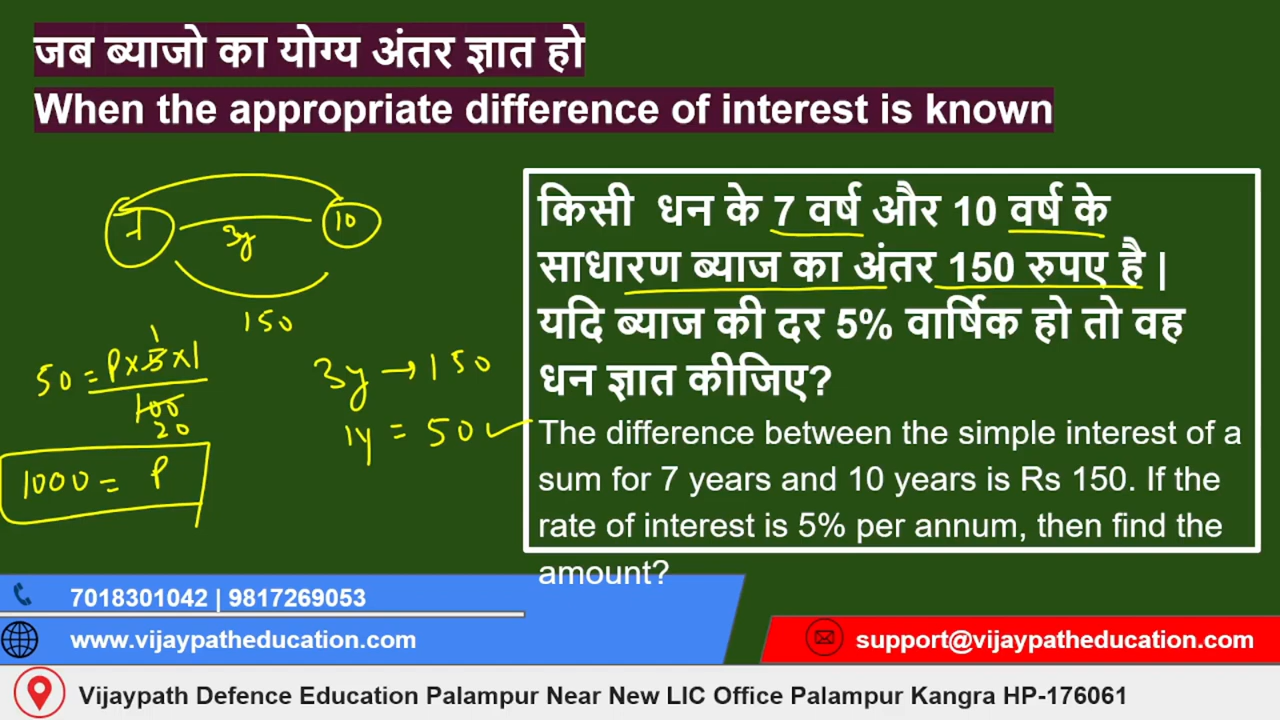 जब ब्याजो का योग्य अंतर ज्ञात हो
When the appropriate difference of interest is known
7 3y 10
150
50 = P x 5 x 1
1
100
20
1000 = P
3y → 150
1y = 50
किसी धन के 7 वर्ष और 10 वर्ष के
साधारण ब्याज का अंतर 150 रुपए है |
यदि ब्याज की दर 5% वार्षिक हो तो वह
धन ज्ञात कीजिए?
The difference between the simple interest of a
sum for 7 years and 10 years is Rs 150. If the
rate of interest is 5% per annum, then find the
amount?
7018301042 | 9817269053
www.vijaypatheducation.com
support@vijaypatheducation.com
Vijaypath Defence Education Palampur Near New LIC Office Palampur Kangra HP-176061